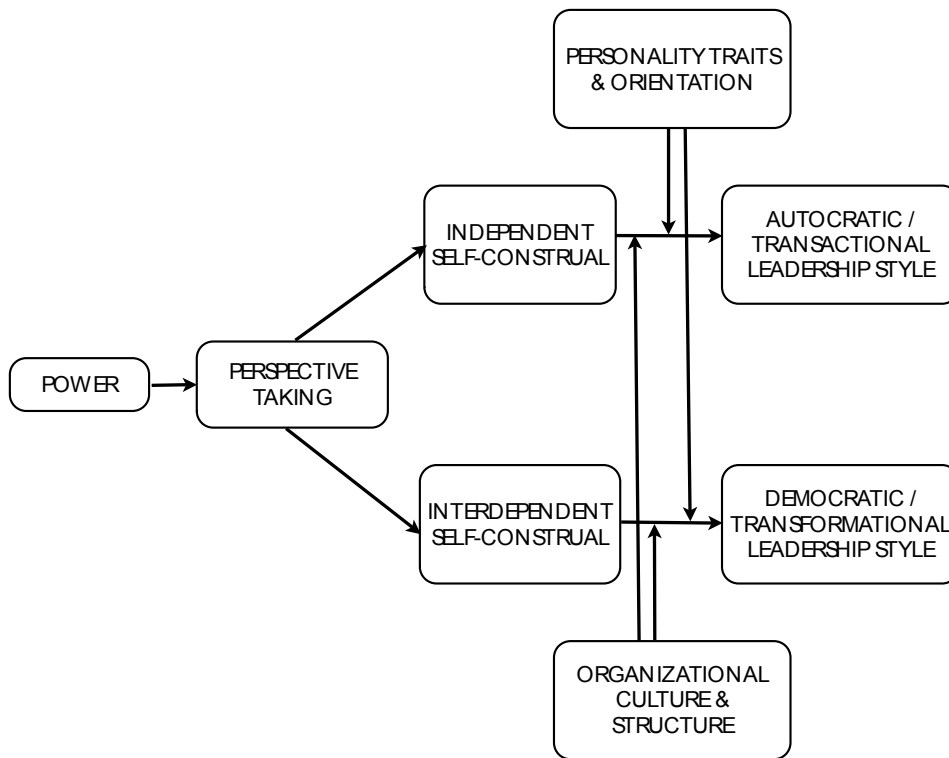 PERSONALITY TRAITS
& ORIENTATION
INDEPENDENT
SELF-CONSTRUAL
AUTOCRATIC /
TRANSACTIONAL
LEADERSHIP STYLE
POWER
PERSPECTIVE
TAKING
INTERDEPENDENT
SELF-CONSTRUAL
DEMOCRATIC /
TRANSFORMATIONAL
LEADERSHIP STYLE
ORGANIZATIONAL
CULTURE &
STRUCTURE